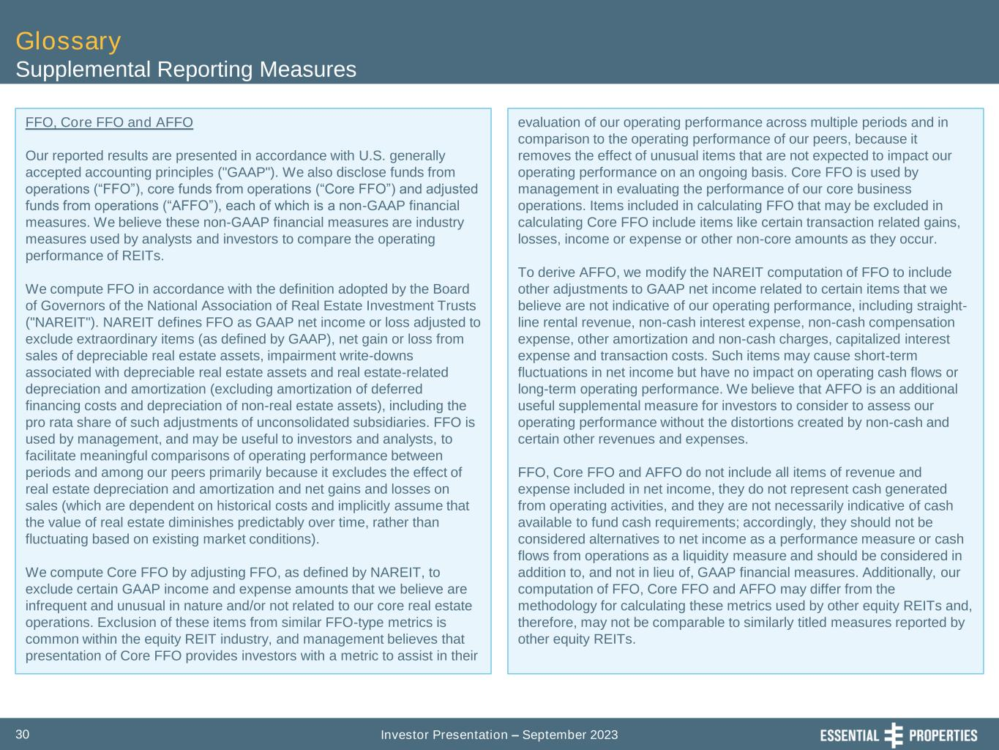 Glossary
Supplemental Reporting Measures
FFO, Core FFO and AFFO
Our reported results are presented in accordance with U.S. generally
accepted accounting principles ("GAAP"). We also disclose funds from
operations (“FFO”), core funds from operations (“Core FFO”) and adjusted
funds from operations (“AFFO”), each of which is a non-GAAP financial
measures. We believe these non-GAAP financial measures are industry
measures used by analysts and investors to compare the operating
performance of REITs.
We compute FFO in accordance with the definition adopted by the Board
of Governors of the National Association of Real Estate Investment Trusts
("NAREIT"). NAREIT defines FFO as GAAP net income or loss adjusted to
exclude extraordinary items (as defined by GAAP), net gain or loss from
sales of depreciable real estate assets, impairment write-downs
associated with depreciable real estate assets and real estate-related
depreciation and amortization (excluding amortization of deferred
financing costs and depreciation of non-real estate assets), including the
pro rata share of such adjustments of unconsolidated subsidiaries. FFO is
used by management, and may be useful to investors and analysts, to
facilitate meaningful comparisons of operating performance between
periods and among our peers primarily because it excludes the effect of
real estate depreciation and amortization and net gains and losses on
sales (which are dependent on historical costs and implicitly assume that
the value of real estate diminishes predictably over time, rather than
fluctuating based on existing market conditions).
We compute Core FFO by adjusting FFO, as defined by NAREIT, to
exclude certain GAAP income and expense amounts that we believe are
infrequent and unusual in nature and/or not related to our core real estate
operations. Exclusion of these items from similar FFO-type metrics is
common within the equity REIT industry, and management believes that
presentation of Core FFO provides investors with a metric to assist in their
evaluation of our operating performance across multiple periods and in
comparison to the operating performance of our peers, because it
removes the effect of unusual items that are not expected to impact our
operating performance on an ongoing basis. Core FFO is used by
management in evaluating the performance of our core business
operations. Items included in calculating FFO that may be excluded in
calculating Core FFO include items like certain transaction related gains,
losses, income or expense or other non-core amounts as they occur.
To derive AFFO, we modify the NAREIT computation of FFO to include
other adjustments to GAAP net income related to certain items that we
believe are not indicative of our operating performance, including straight-
line rental revenue, non-cash interest expense, non-cash compensation
expense, other amortization and non-cash charges, capitalized interest
expense and transaction costs. Such items may cause short-term
fluctuations in net income but have no impact on operating cash flows or
long-term operating performance. We believe that AFFO is an additional
useful supplemental measure for investors to consider to assess our
operating performance without the distortions created by non-cash and
certain other revenues and expenses.
FFO, Core FFO and AFFO do not include all items of revenue and
expense included in net income, they do not represent cash generated
from operating activities, and they are not necessarily indicative of cash
available to fund cash requirements; accordingly, they should not be
considered alternatives to net income as a performance measure or cash
flows from operations as a liquidity measure and should be considered in
addition to, and not in lieu of, GAAP financial measures. Additionally, our
computation of FFO, Core FFO and AFFO may differ from the
methodology for calculating these metrics used by other equity REITs and,
therefore, may not be comparable to similarly titled measures reported by
other equity REITs.
30
Investor Presentation – September 2023
ESSENTIAL PROPERTIES